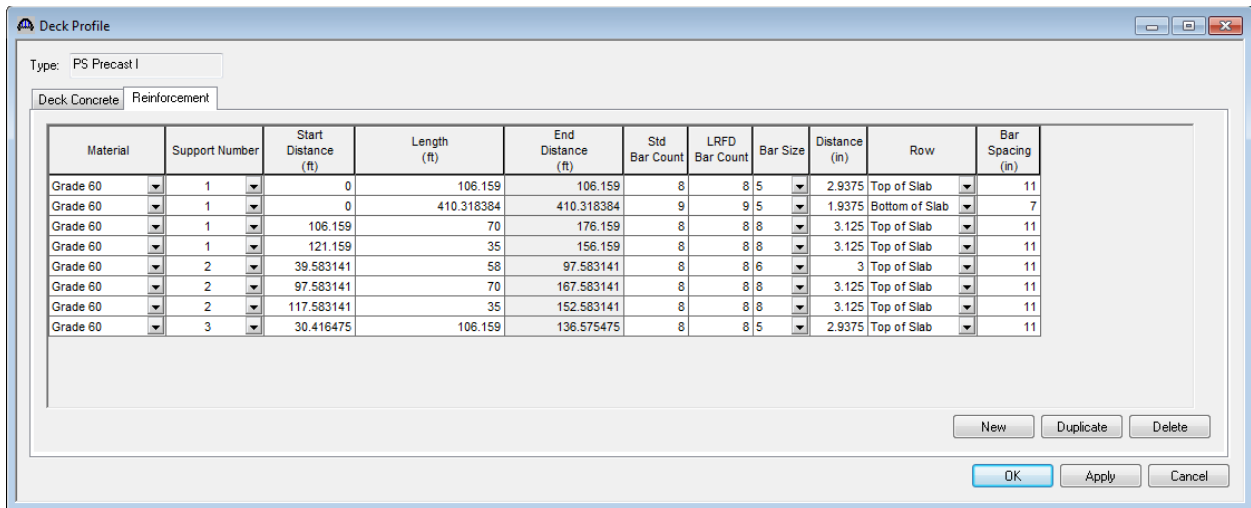 Deck Profile
Type: PS Precast I
Deck Concrete Reinforcement
Material Support Number Start Distance (ft) Length (ft) End Distance (ft) Std Bar Count LRFD Bar Count Bar Size Distance (in) Row Bar Spacing (in)
Grade 60 1 0 106.159 106.159 8 8 5 2.9375 Top of Slab 11
Grade 60 1 0 410.318384 410.318384 9 9 5 1.9375 Bottom of Slab 7
Grade 60 1 106.159 70 176.159 8 8 8 3.125 Top of Slab 11
Grade 60 1 121.159 35 156.159 8 8 8 3.125 Top of Slab 11
Grade 60 2 39.583141 58 97.583141 8 8 6 3 Top of Slab 11
Grade 60 2 97.583141 70 167.583141 8 8 8 3.125 Top of Slab 11
Grade 60 2 117.583141 35 152.583141 8 8 8 3.125 Top of Slab 11
Grade 60 3 30.416475 106.159 136.575475 8 8 5 2.9375 Top of Slab 11
New Duplicate Delete
OK Apply Cancel